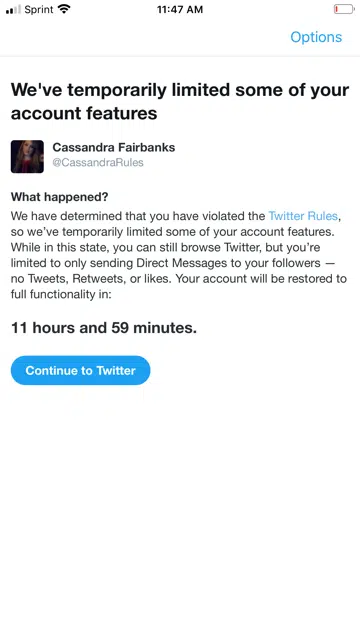 Sprint 11:47 AM
Options
We've temporarily limited some of your
account features
Cassandra Fairbanks
@CassandraRules
What happened?
We have determined that you have violated the Twitter Rules,
so we've temporarily limited some of your account features.
While in this state, you can still browse Twitter, but you're
limited to only sending Direct Messages to your followers —
no Tweets, Retweets, or likes. Your account will be restored to
full functionality in:
11 hours and 59 minutes.
Continue to Twitter